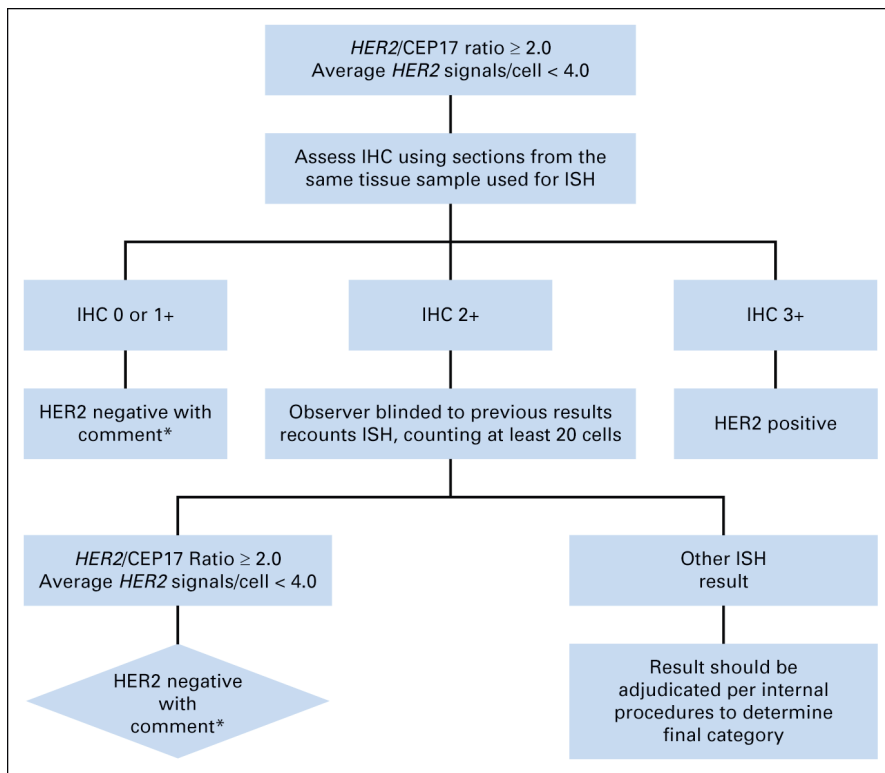 HER2/CEP17 ratio ≥ 2.0
Average HER2 signals/cell < 4.0
Assess IHC using sections from the
same tissue sample used for ISH
IHC 0 or 1+
IHC 2+
IHC 3+
HER2 negative with
comment*
Observer blinded to previous results
recounts ISH, counting at least 20 cells
HER2 positive
HER2/CEP17 Ratio ≥ 2.0
Average HER2 signals/cell < 4.0
Other ISH
result
HER2 negative
with
comment*
Result should be
adjudicated per internal
procedures to determine
final category